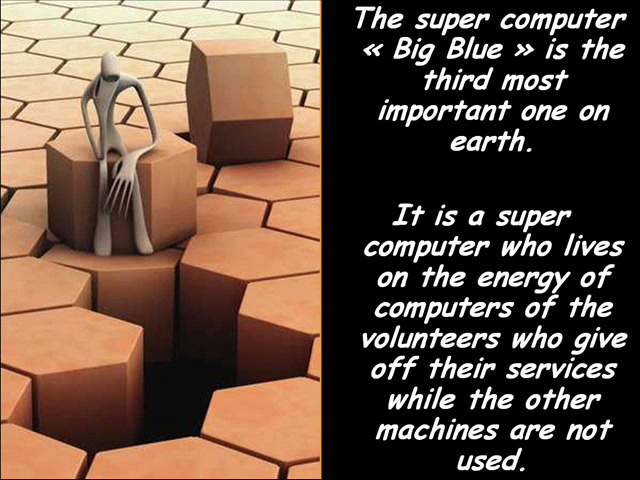 The super computer
« Big Blue » is the
third most
important one on
earth.
It is a super
computer who lives
on the energy of
computers of the
volunteers who give
off their services
while the other
machines are not
used.